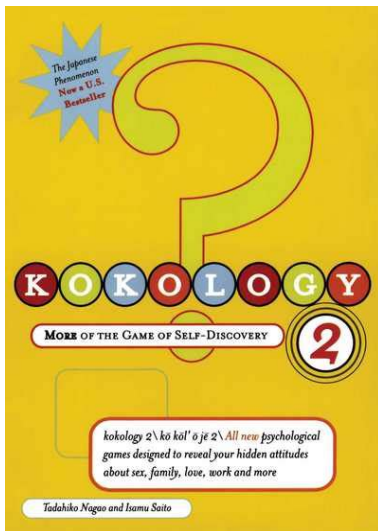 The Japanese
Phenomenon
Now a U.S.
Bestseller
?
KOKOLOGY
MORE OF THE GAME OF SELF-DISCOVERY
2
kokology 2\ kō köl' ō jē 2\ All new psychological
games designed to reveal your hidden attitudes
about sex, family, love, work and more
Tadahiko Nagao and Isamu Saito